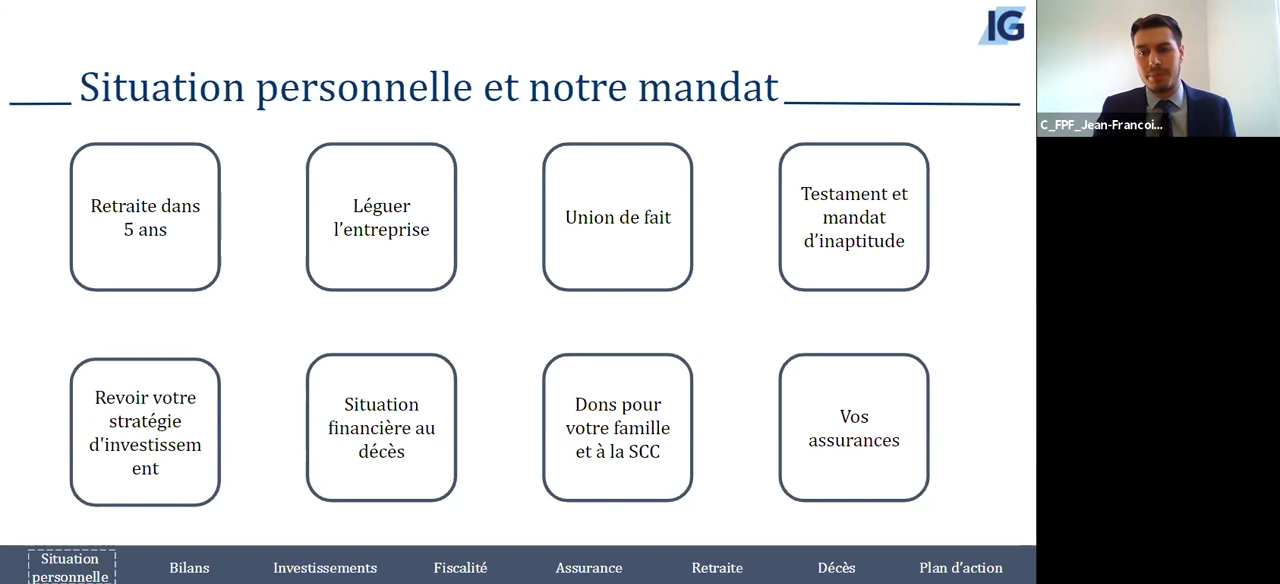 IG
Situation personnelle et notre mandat
C_FPF_Jean-Francoi...
Retraite dans
5 ans
Léguer
l’entreprise
Union de fait
Testament et
mandat
d’inaptitude
Revoir votre
stratégie
d'investissem
ent
Situation
financière au
décès
Dons pour
votre famille
et à la SCC
Vos
assurances
Situation
personnelle
Bilans
Investissements
Fiscalité
Assurance
Retraite
Décès
Plan d’action